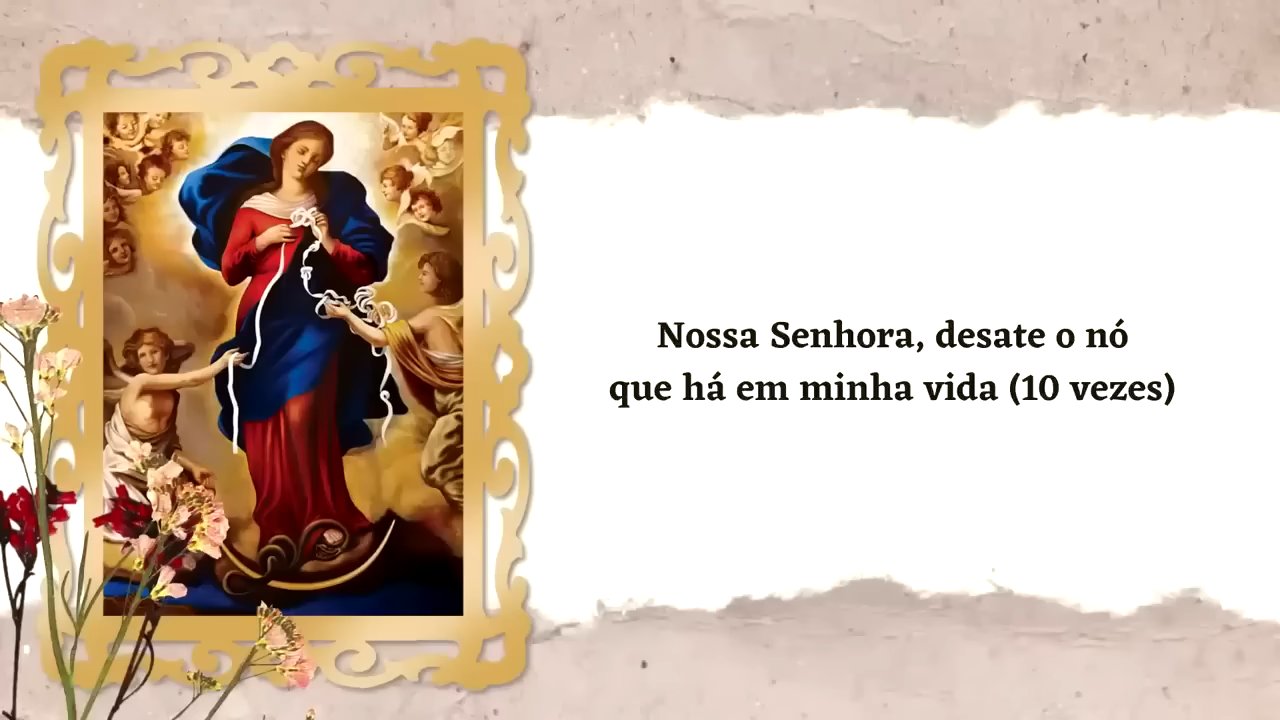 Nossa Senhora, desate o nó
que há em minha vida (10 vezes)